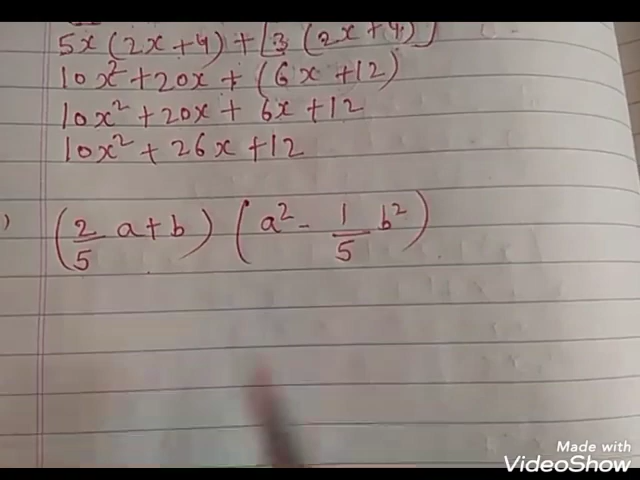 5x(2x+4)+[3(2x+4)]
10x²+20x+(6x+12)
10x²+20x+6x+12
10x²+26x+12
) (2/5 a+b)(a²-1/5 b²)
Made with
VideoShow